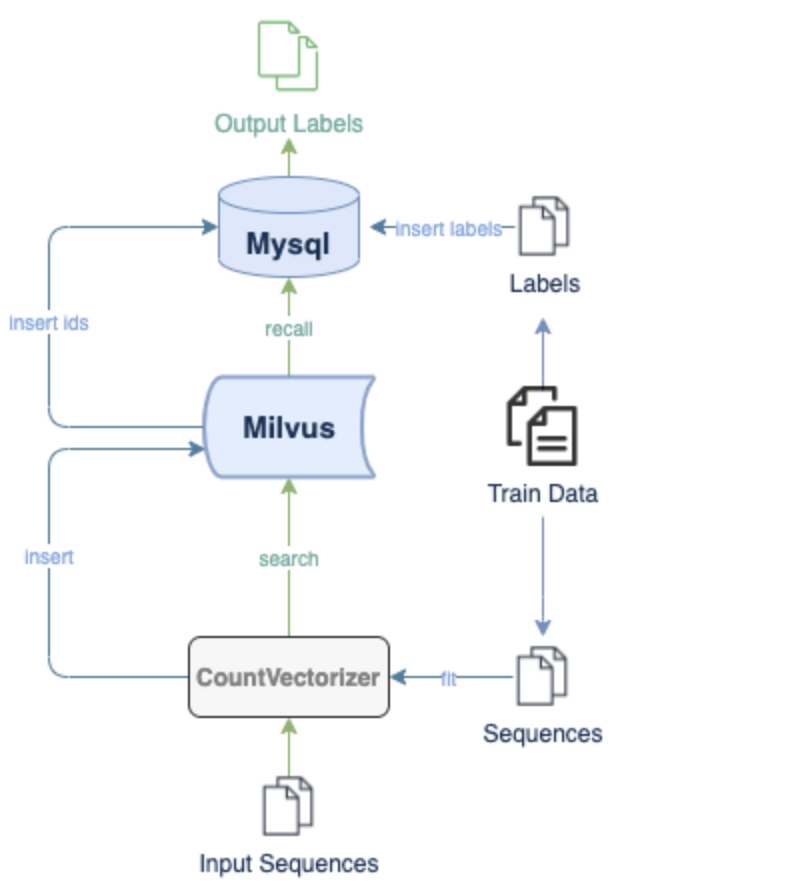 Output Labels
Mysql
insert labels
Labels
insert ids
recall
Milvus
Train Data
insert
search
CountVectorizer
fit
Sequences
Input Sequences